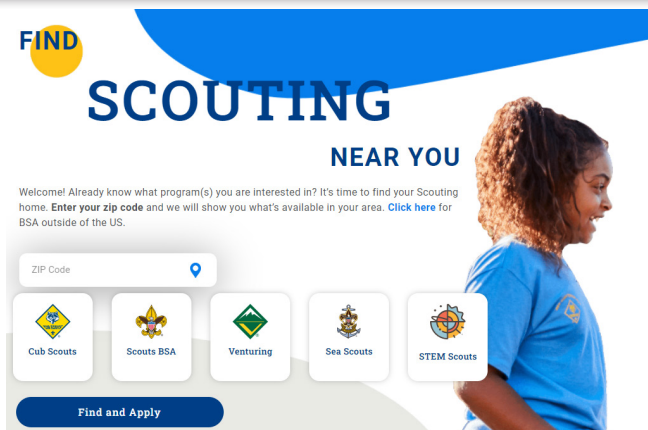 FIND
SCOUTING
NEAR YOU
Welcome! Already know what program(s) you are interested in? It's time to find your Scouting
home. Enter your zip code and we will show you what's available in your area. Click here for
BSA outside of the US.
ZIP Code
Cub Scouts
Scouts BSA
Venturing
Sea Scouts
STEM Scouts
Find and Apply